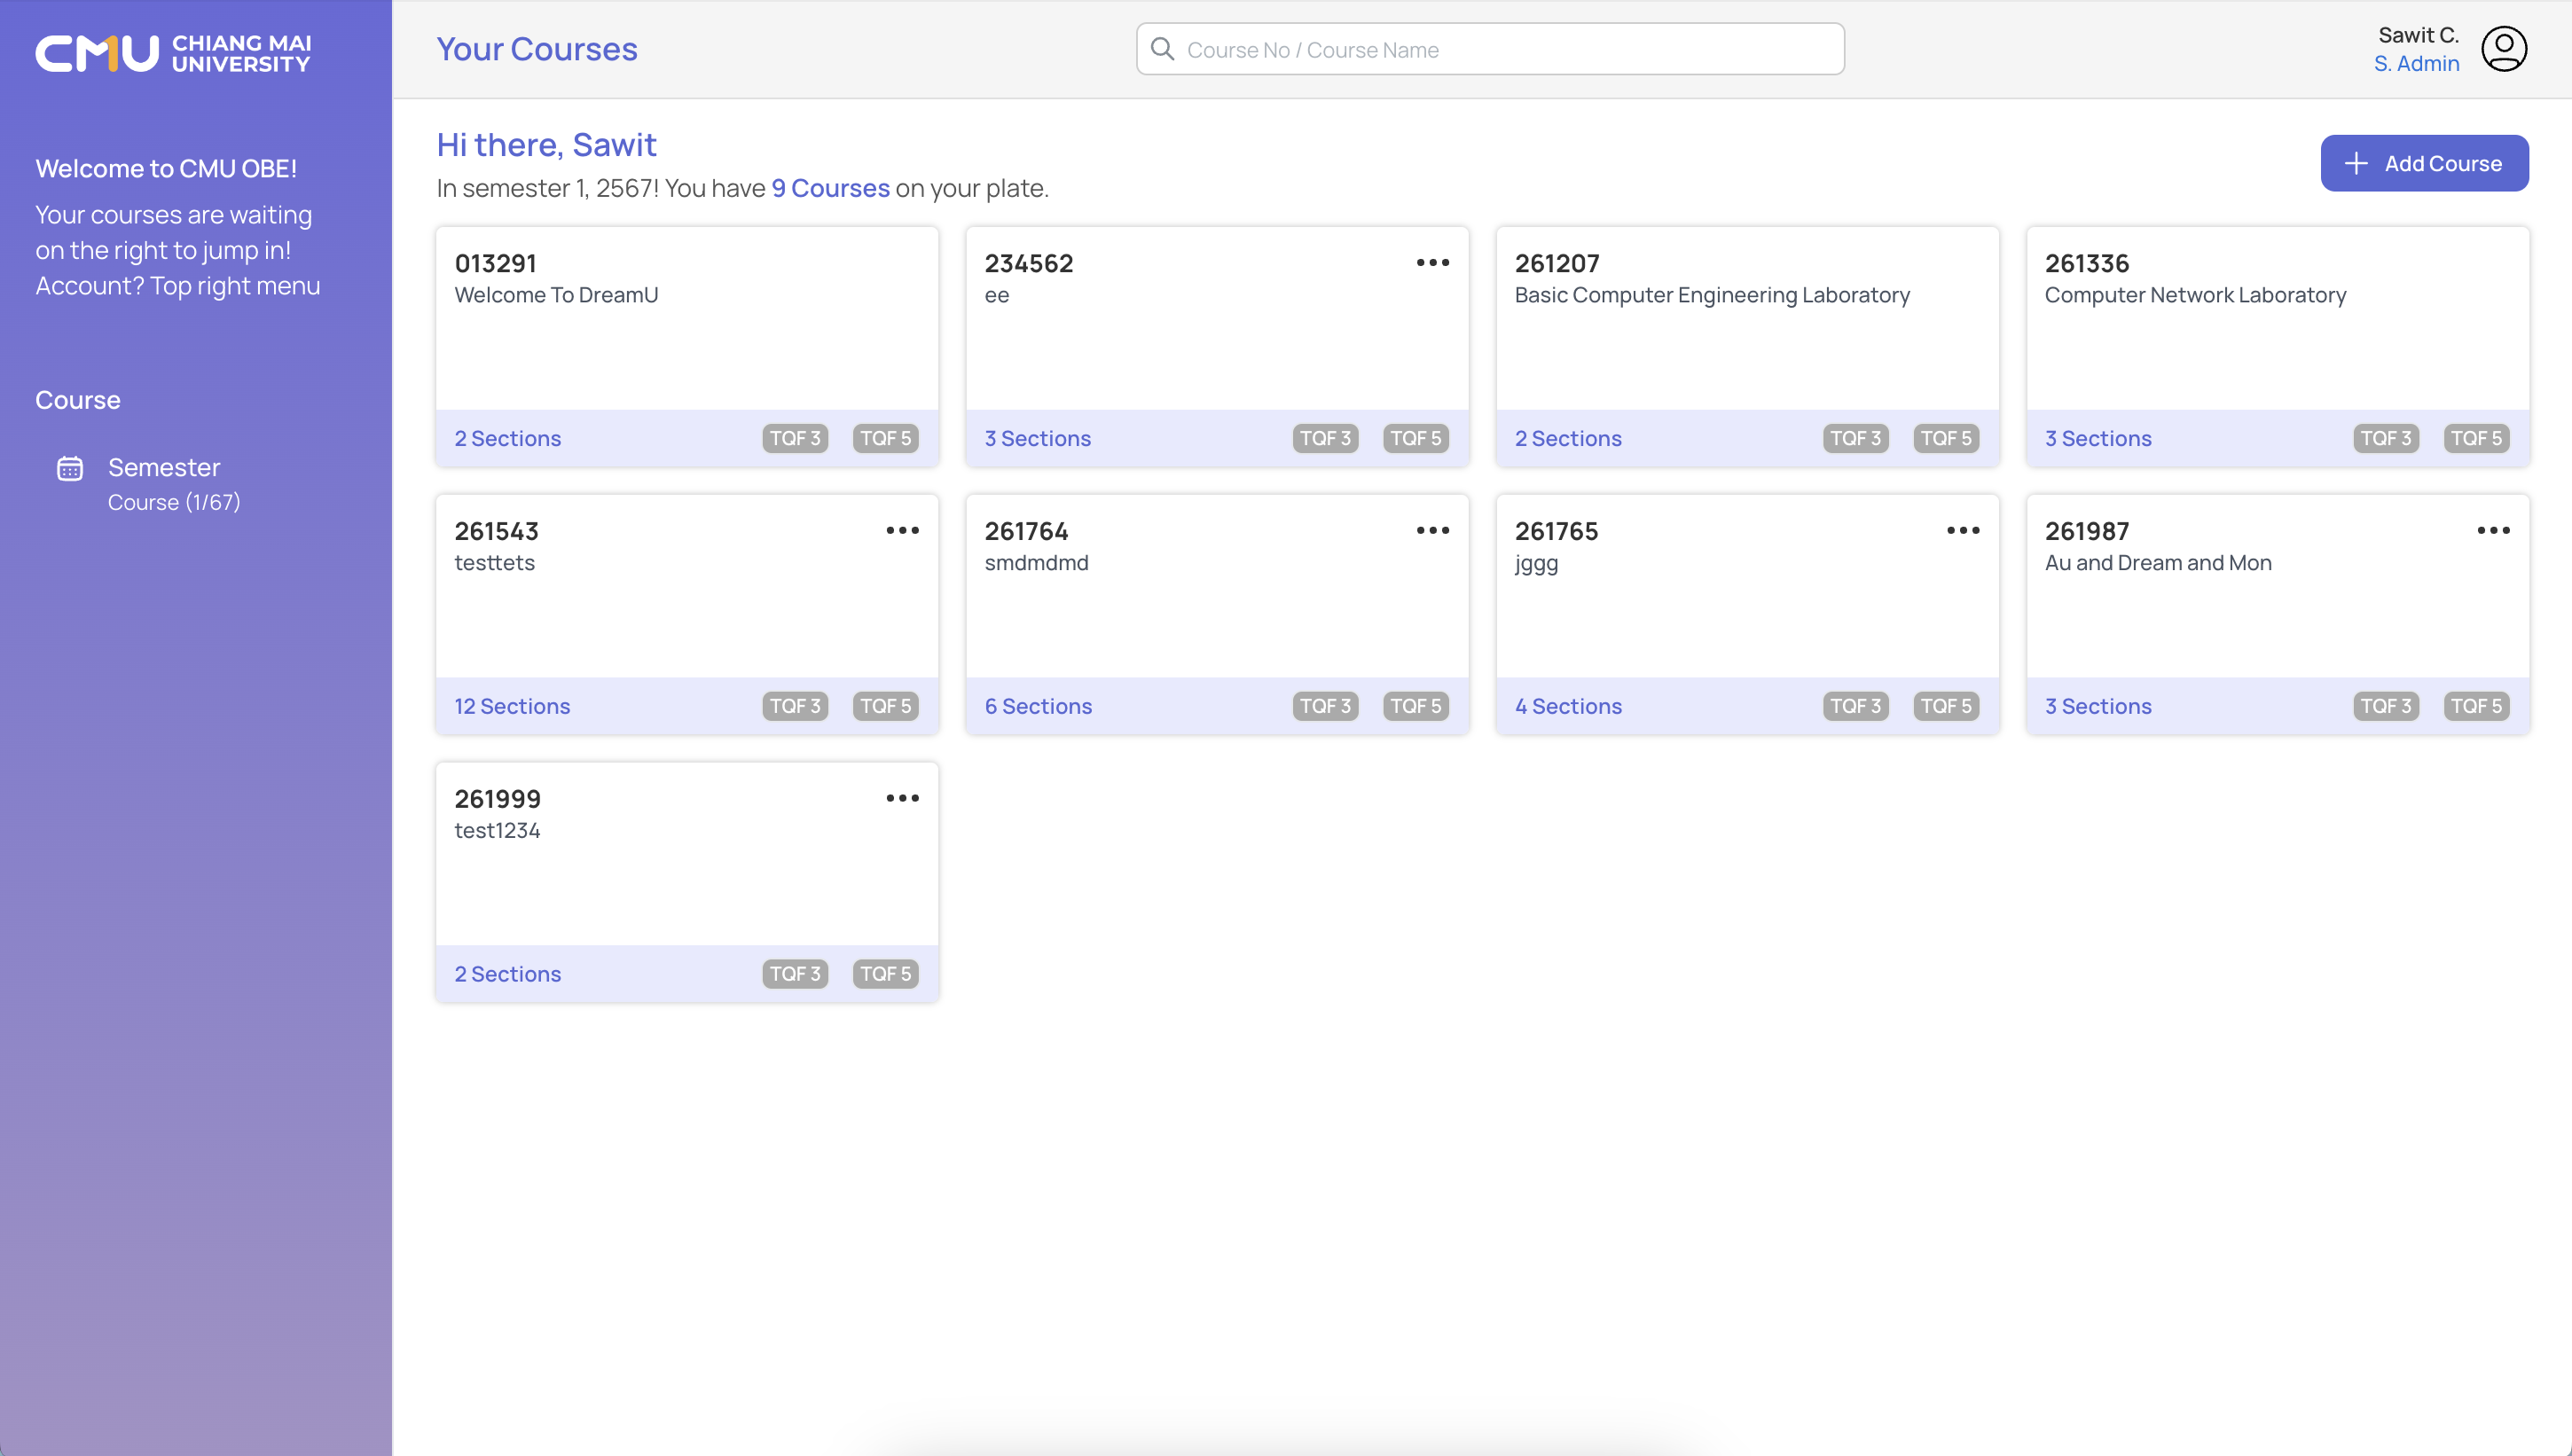 CMU CHIANG MAI
UNIVERSITY
Welcome to CMU OBE!
Your courses are waiting
on the right to jump in!
Account? Top right menu
Course
Semester
Course (1/67)
Your Courses
Course No / Course Name
Sawit C.
S. Admin
Hi there, Sawit
In semester 1, 2567! You have 9 Courses on your plate.
Add Course
013291
Welcome To DreamU
2 Sections TQF 3 TQF 5
234562
ee
3 Sections TQF 3 TQF 5
261207
Basic Computer Engineering Laboratory
2 Sections TQF 3 TQF 5
261336
Computer Network Laboratory
3 Sections TQF 3 TQF 5
261543
testtets
12 Sections TQF 3 TQF 5
261764
smdmdmd
6 Sections TQF 3 TQF 5
261765
jggg
4 Sections TQF 3 TQF 5
261987
Au and Dream and Mon
3 Sections TQF 3 TQF 5
261999
test1234
2 Sections TQF 3 TQF 5